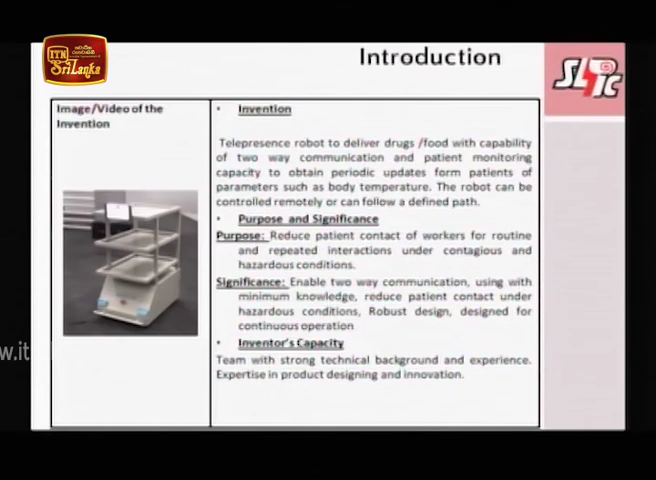 ITN
Sri Lanka
Introduction
SLIC
Image/Video of the
Invention
• Invention
Telepresence robot to deliver drugs /food with capability
of two way communication and patient monitoring
capacity to obtain periodic updates form patients of
parameters such as body temperature. The robot can be
controlled remotely or can follow a defined path.
• Purpose and Significance
Purpose: Reduce patient contact of workers for routine
and repeated interactions under contagious and
hazardous conditions.
Significance: Enable two way communication, using with
minimum knowledge, reduce patient contact under
hazardous conditions, Robust design, designed for
continuous operation
• Inventor's Capacity
Team with strong technical background and experience.
Expertise in product designing and innovation.
w.it